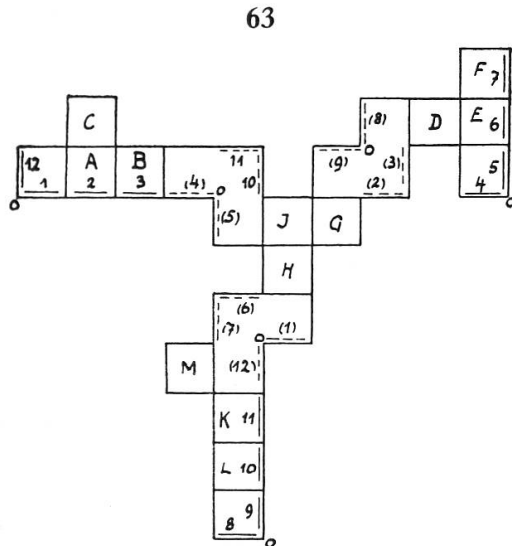 63
F 7
C
(8) D E 6
12 A B 11 (9) (3) 5
1 2 3 (4) 10 (2) 4
(5) J G
H
(6)
(7) (1)
M (12)
K 11
L 10
9
8